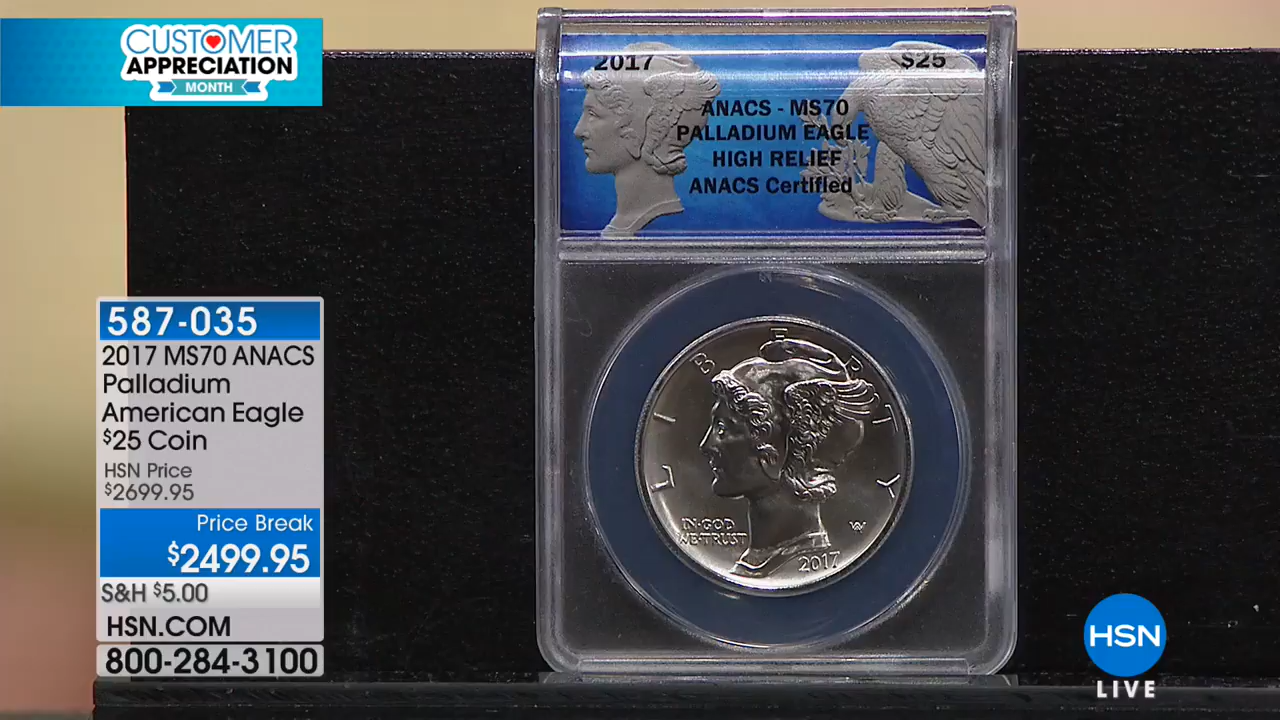 CUSTOMER
APPRECIATION
MONTH
2017
$25
ANACS - MS70
PALLADIUM EAGLE
HIGH RELIEF
ANACS Certified
587-035
2017 MS70 ANACS
Palladium
American Eagle
$25 Coin
HSN Price
$2699.95
Price Break
$2499.95
S&H $5.00
HSN.COM
800-284-3100
LIBERTY
IN·GOD
WE·TRUST
2017
HSN
LIVE